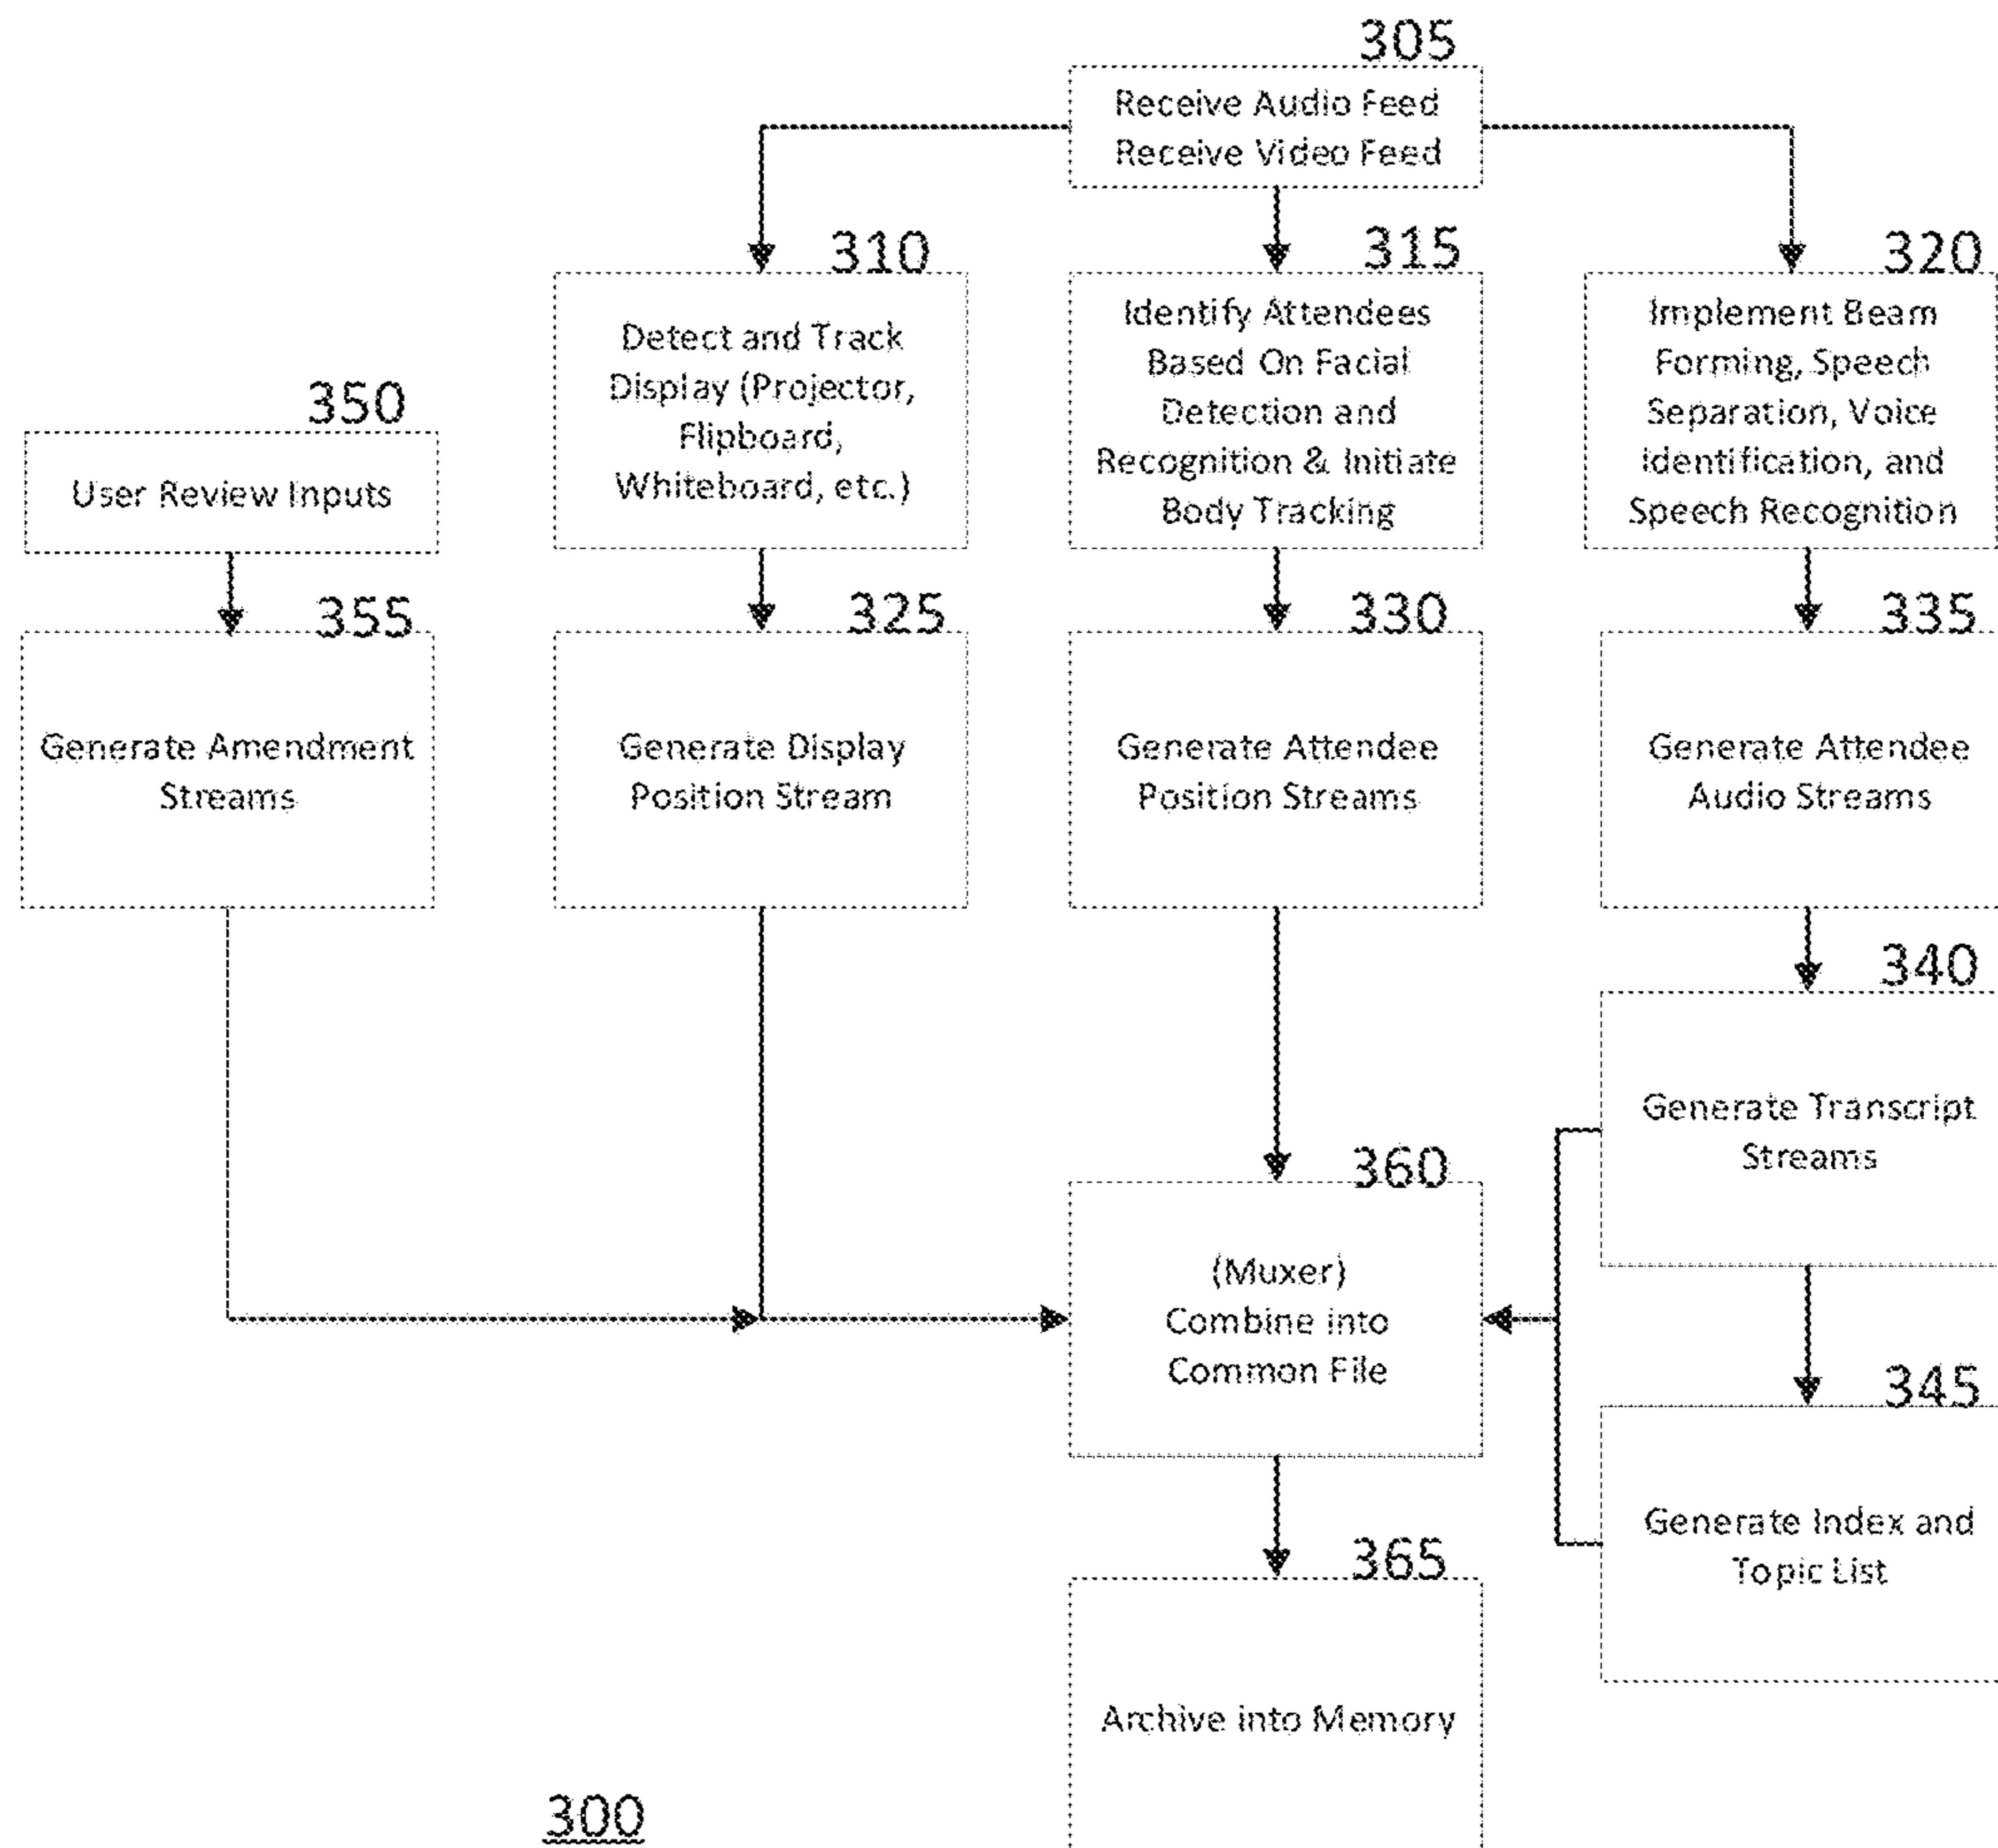 305
Receive Audio Feed
Receive Video Feed
310
Detect and Track
Display (Projector,
Flipboard,
Whiteboard, etc.)
315
Identify Attendees
Based On Facial
Detection and
Recognition & Initiate
Body Tracking
320
Implement Beam
Forming, Speech
Separation, Voice
Identification, and
Speech Recognition
350
User Review Inputs
355
Generate Amendment
Streams
325
Generate Display
Position Stream
330
Generate Attendee
Position Streams
335
Generate Attendee
Audio Streams
340
Generate Transcript
Streams
360
(Muxer)
Combine into
Common File
345
Generate Index and
Topic List
365
Archive into Memory
300